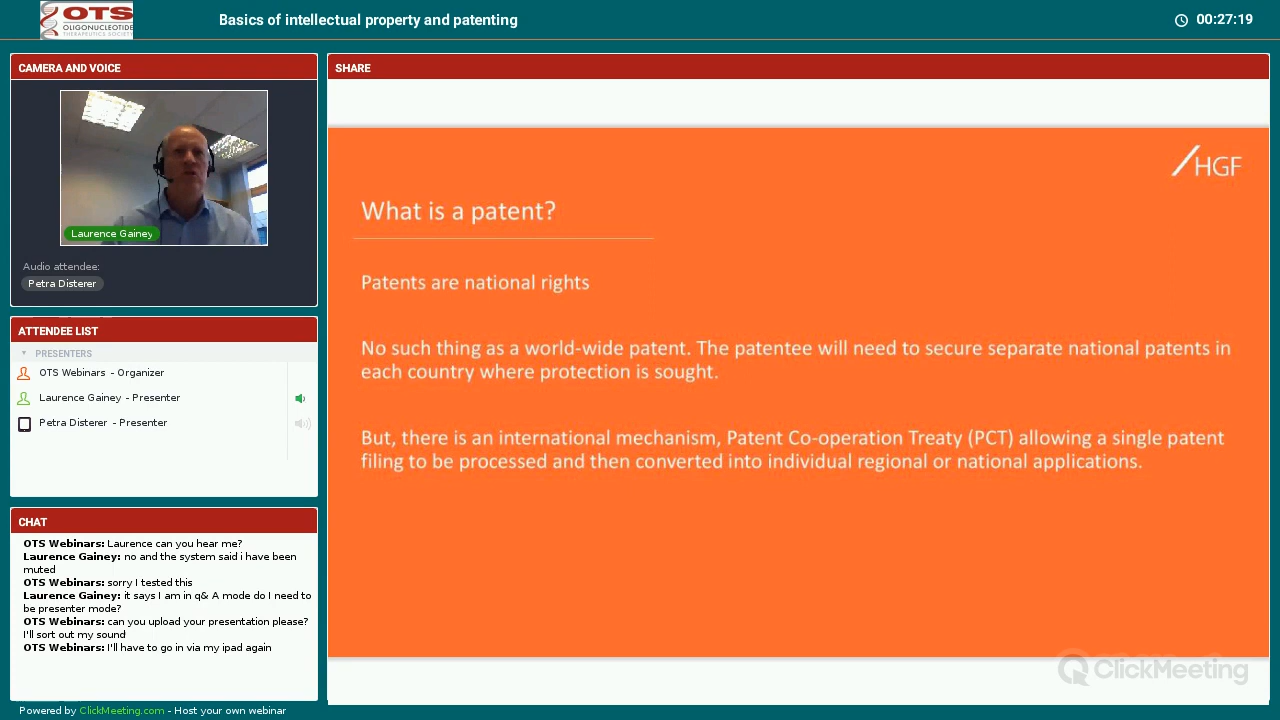 OTS
OLIGONUCLEOTIDE
THERAPEUTICS SOCIETY
Basics of intellectual property and patenting
00:27:19
CAMERA AND VOICE
Laurence Gainey
Audio attendee:
Petra Disterer
ATTENDEE LIST
PRESENTERS
OTS Webinars - Organizer
Laurence Gainey - Presenter
Petra Disterer - Presenter
CHAT
OTS Webinars: Laurence can you hear me?
Laurence Gainey: no and the system said i have been
muted
OTS Webinars: sorry I tested this
Laurence Gainey: it says I am in q& A mode do I need to
be presenter mode?
OTS Webinars: can you upload your presentation please?
I'll sort out my sound
OTS Webinars: I'll have to go in via my ipad again
Powered by ClickMeeting.com - Host your own webinar
SHARE
HGF
What is a patent?
Patents are national rights
No such thing as a world-wide patent. The patentee will need to secure separate national patents in
each country where protection is sought.
But, there is an international mechanism, Patent Co-operation Treaty (PCT) allowing a single patent
filing to be processed and then converted into individual regional or national applications.
ClickMeeting